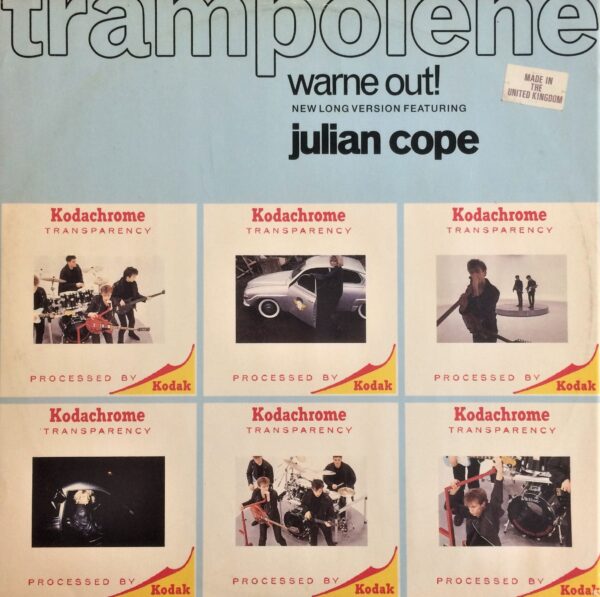 trampolene
warne out!
NEW LONG VERSION FEATURING
julian cope
MADE IN
THE
UNITED KINGDOM
Kodachrome
TRANSPARENCY
PROCESSED BY Kodak
Kodachrome
TRANSPARENCY
PROCESSED BY Kodak
Kodachrome
TRANSPARENCY
PROCESSED BY Kodak
Kodachrome
TRANSPARENCY
PROCESSED BY Kodak
Kodachrome
TRANSPARENCY
PROCESSED BY Kodak
Kodachrome
TRANSPARENCY
PROCESSED BY Kodak